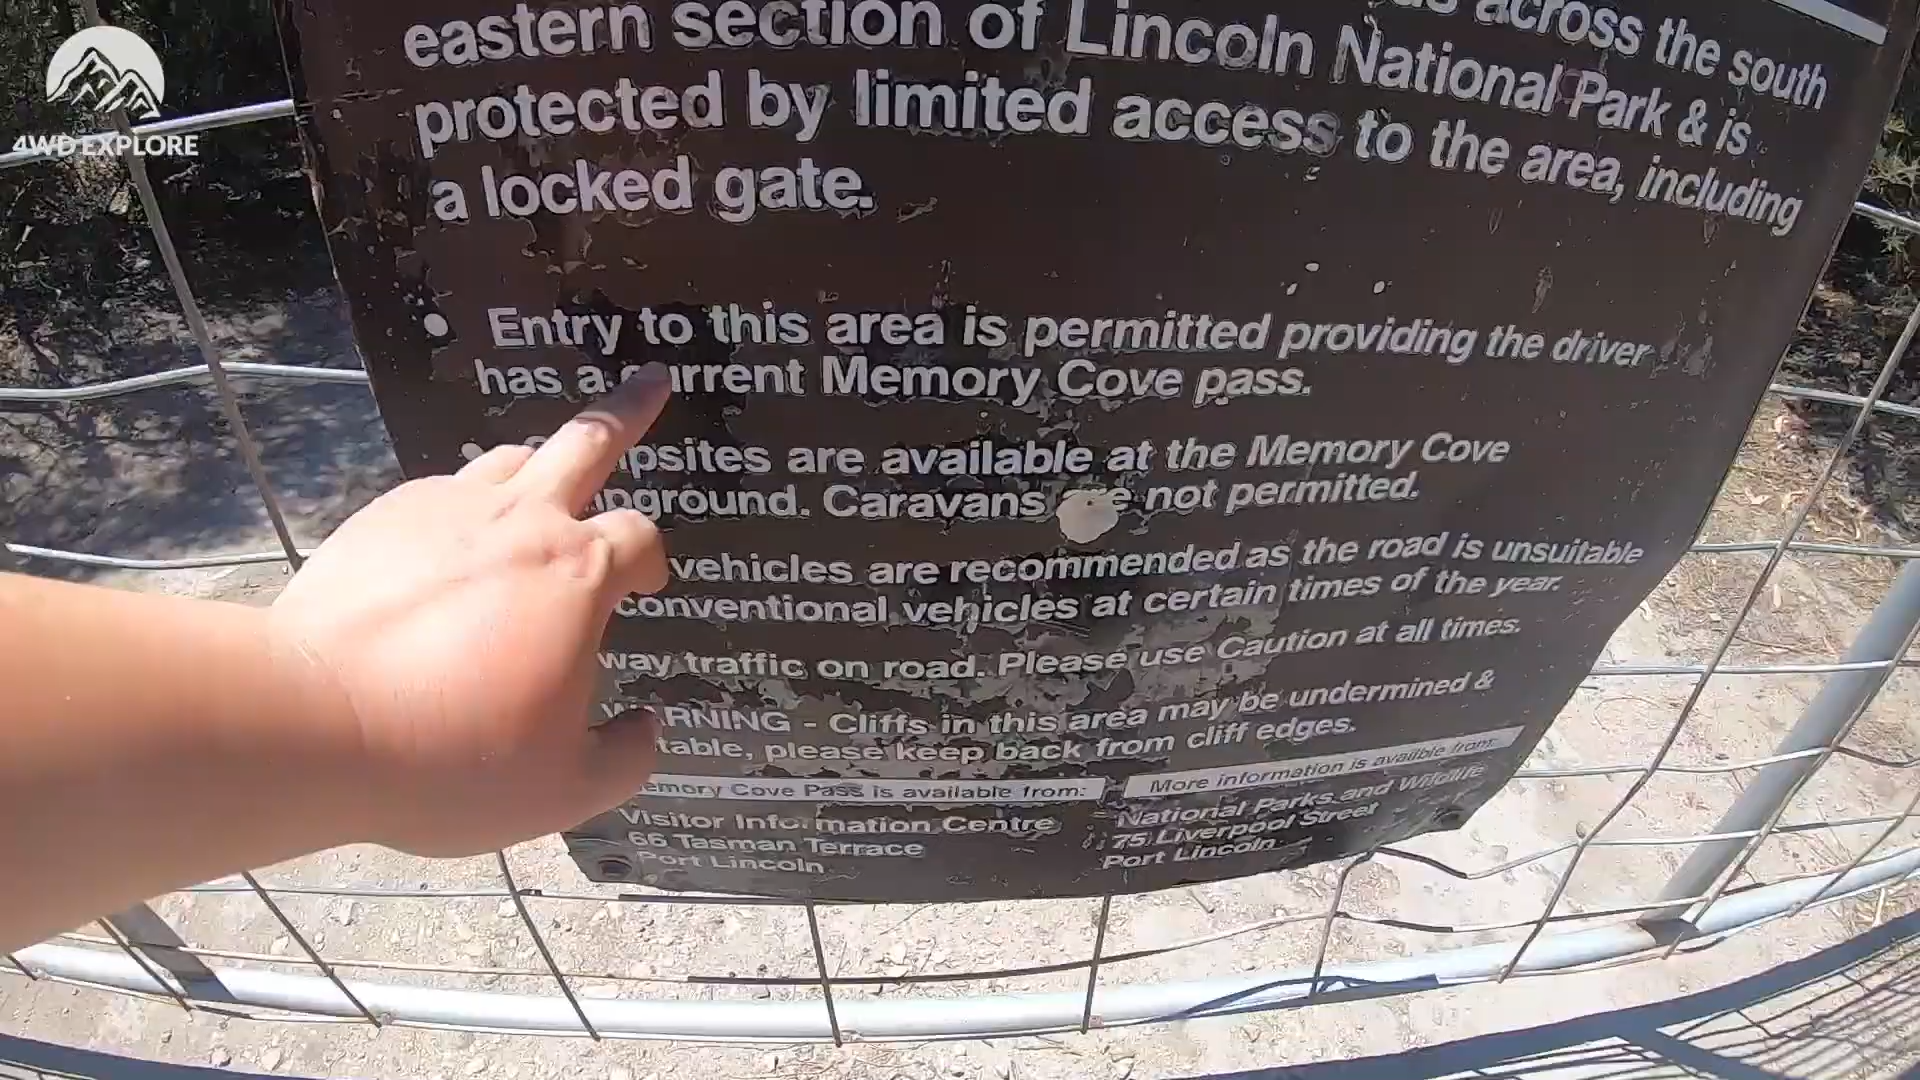 4WD EXPLORE
across the south
eastern section of Lincoln National Park & is
protected by limited access to the area, including
a locked gate.
• Entry to this area is permitted providing the driver
has a current Memory Cove pass.
are available at the Memory Cove
Caravans are not permitted.
vehicles are recommended as the road is unsuitable
conventional vehicles at certain times of the year.
way traffic on road. Please use Caution at all times.
WARNING - Cliffs in this area may be undermined &
please keep back from cliff edges.
Memory Cove Pass is available from:
Visitor Information Centre
66 Tasman Terrace
Port Lincoln
More information is availble from:
National Parks and Wildlife
75 Liverpool Street
Port Lincoln